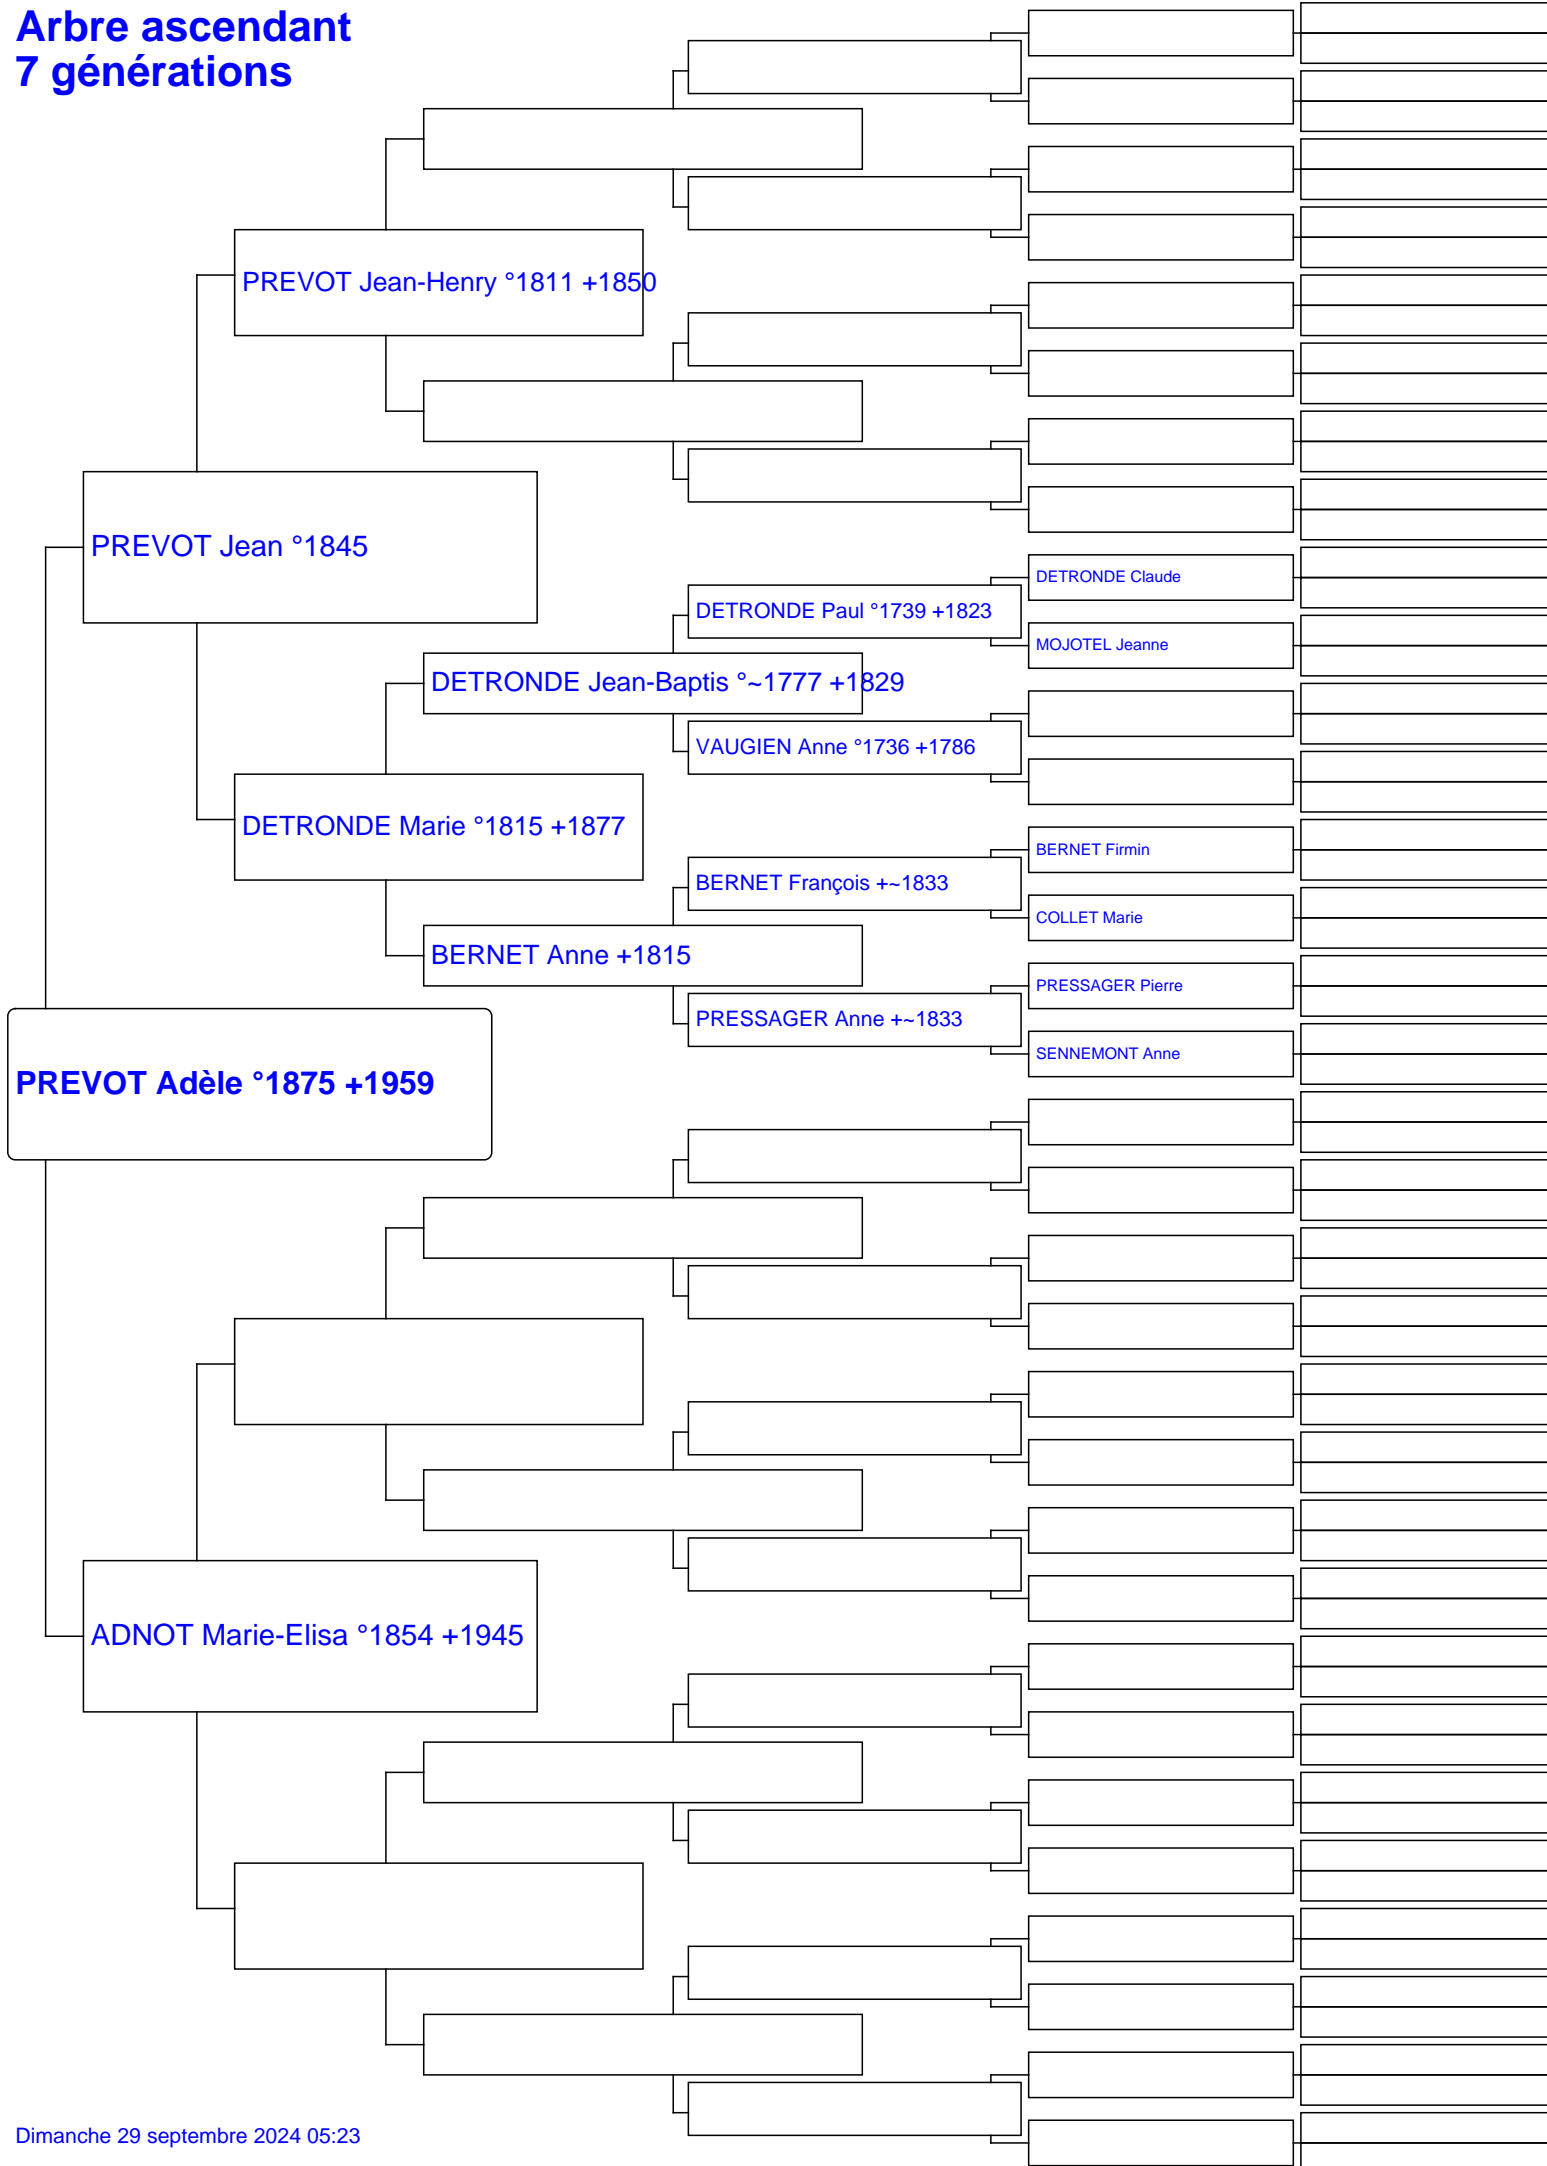 Arbre ascendant
7 générations
PREVOT Jean-Henry °1811 +1850
PREVOT Jean °1845
DETRONDE Claude
DETRONDE Paul °1739 +1823
MOJOTEL Jeanne
DETRONDE Jean-Baptis °~1777 +1829
VAUGIEN Anne °1736 +1786
DETRONDE Marie °1815 +1877
BERNET Firmin
BERNET François +~1833
COLLET Marie
BERNET Anne +1815
PRESSAGER Pierre
PRESSAGER Anne +~1833
SENNEMONT Anne
PREVOT Adèle °1875 +1959
ADNOT Marie-Elisa °1854 +1945
Dimanche 29 septembre 2024 05:23